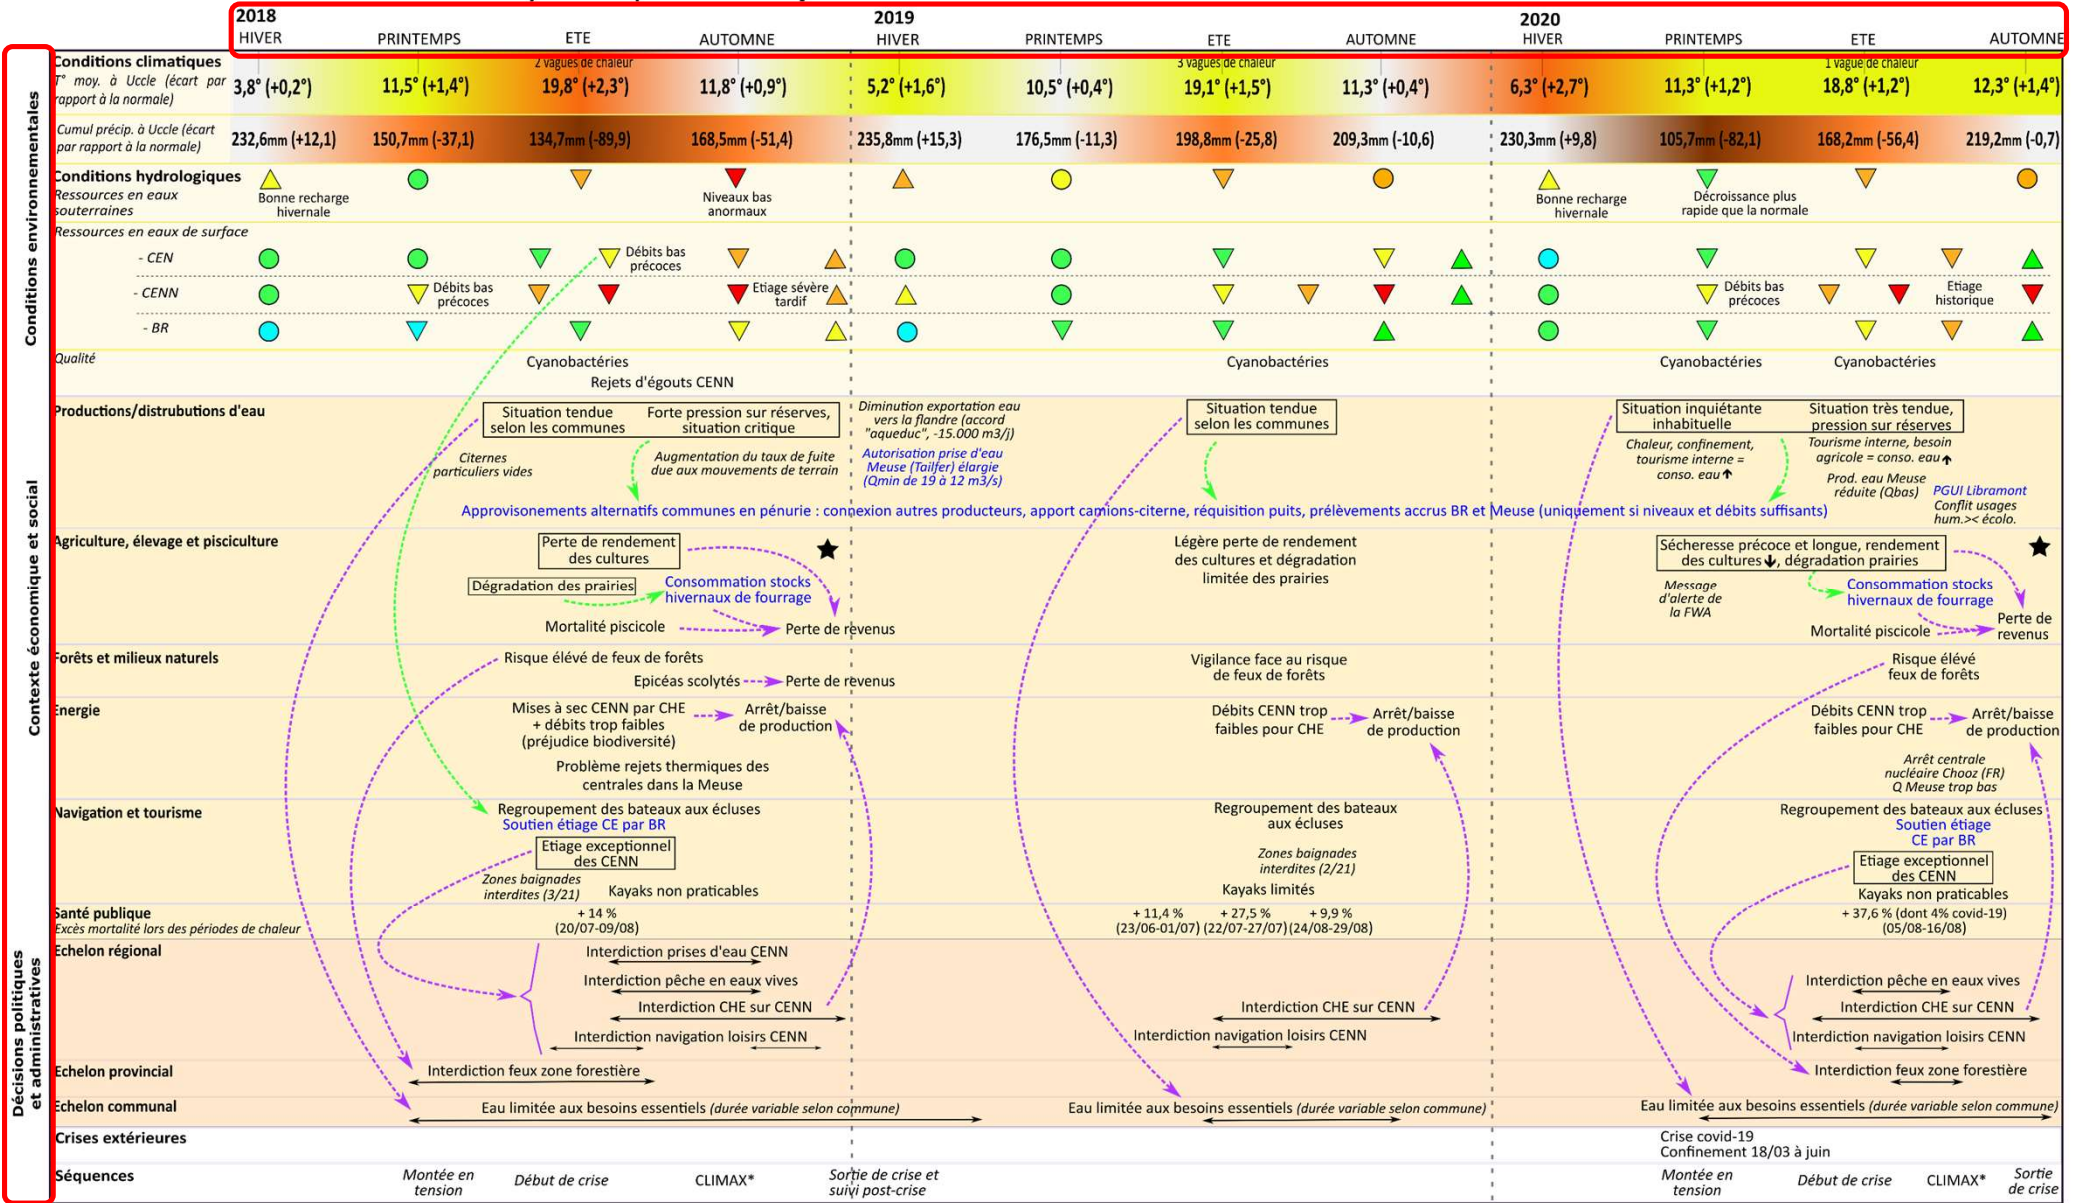 2018
2019
2020
HIVER PRINTEMPS ETE AUTOMNE HIVER PRINTEMPS ETE AUTOMNE HIVER PRINTEMPS ETE AUTOMNE
Conditions environnementales
Conditions climatiques
2 vagues de chaleur
3 vagues de chaleur
1 vague de chaleur
T° moy. à Uccle (écart par
rapport à la normale)
3,8° (+0,2°) 11,5° (+1,4°) 19,8° (+2,3°) 11,8° (+0,9°) 5,2° (+1,6°) 10,5° (+0,4°) 19,1° (+1,5°) 11,3° (+0,4°) 6,3° (+2,7°) 11,3° (+1,2°) 18,8° (+1,2°) 12,3° (+1,4°)
Cumul précip. à Uccle (écart
par rapport à la normale)
232,6mm (+12,1) 150,7mm (-37,1) 134,7mm (-89,9) 168,5mm (-51,4) 235,8mm (+15,3) 176,5mm (-11,3) 198,8mm (-25,8) 209,3mm (-10,6) 230,3mm (+9,8) 105,7mm (-82,1) 168,2mm (-56,4) 219,2mm (-0,7)
Conditions hydrologiques
Ressources en eaux
souterraines
Bonne recharge
hivernale
Niveaux bas
anormaux
Bonne recharge
hivernale
Décroissance plus
rapide que la normale
Ressources en eaux de surface
- CEN
Débits bas
précoces
- CENN
Débits bas
précoces
Etiage sévère
tardif
Débits bas
précoces
Etiage
historique
- BR
Qualité
Cyanobactéries
Rejets d'égouts CENN
Cyanobactéries
Cyanobactéries
Cyanobactéries
Contexte économique et social
Productions/distrubutions d'eau
Situation tendue
selon les communes
Forte pression sur réserves,
situation critique
Citernes
particuliers vides
Augmentation du taux de fuite
due aux mouvements de terrain
Diminution exportation eau
vers la flandre (accord
"aqueduc", -15.000 m3/j)
Autorisation prise d'eau
Meuse (Tailfer) élargie
(Qmin de 19 à 12 m3/s)
Situation tendue
selon les communes
Situation inquiétante
inhabituelle
Situation très tendue,
pression sur réserves
Chaleur, confinement,
tourisme interne =
conso. eau
Tourisme interne, besoin
agricole = conso. eau
Prod. eau Meuse
réduite (Qbas)
PGUI Libramont
Conflit usages
hum.>< écolo.
Approvisonements alternatifs communes en pénurie : connexion autres producteurs, apport camions-citerne, réquisition puits, prélèvements accrus BR et Meuse (uniquement si niveaux et débits suffisants)
Agriculture, élevage et pisciculture
Perte de rendement
des cultures
Dégradation des prairies
Consommation stocks
hivernaux de fourrage
Mortalité piscicole
Perte de revenus
Légère perte de rendement
des cultures et dégradation
limitée des prairies
Sécheresse précoce et longue, rendement
des cultures , dégradation prairies
Message
d'alerte de
la FWA
Consommation stocks
hivernaux de fourrage
Mortalité piscicole
Perte de
revenus
Forêts et milieux naturels
Risque élévé de feux de forêts
Epicéas scolytés
Perte de revenus
Vigilance face au risque
de feux de forêts
Risque élévé
feux de forêts
Energie
Mises à sec CENN par CHE
+ débits trop faibles
(préjudice biodiversité)
Arrêt/baisse
de production
Problème rejets thermiques des
centrales dans la Meuse
Débits CENN trop
faibles pour CHE
Arrêt/baisse
de production
Débits CENN trop
faibles pour CHE
Arrêt/baisse
de production
Arrêt centrale
nucléaire Chooz (FR)
Q Meuse trop bas
Navigation et tourisme
Regroupement des bateaux aux écluses
Soutien étiage CE par BR
Etiage exceptionnel
des CENN
Zones baignades
interdites (3/21)
Kayaks non praticables
Regroupement des bateaux
aux écluses
Zones baignades
interdites (2/21)
Kayaks limités
Regroupement des bateaux aux écluses
Soutien étiage
CE par BR
Etiage exceptionnel
des CENN
Kayaks non praticables
Santé publique
Excès mortalité lors des périodes de chaleur
+ 14 %
(20/07-09/08)
+ 11,4 % + 27,5 % + 9,9 %
(23/06-01/07) (22/07-27/07) (24/08-29/08)
+ 37,6 % (dont 4% covid-19)
(05/08-16/08)
Décisions politiques
et administratives
Echelon régional
Interdiction prises d'eau CENN
Interdiction pêche en eaux vives
Interdiction CHE sur CENN
Interdiction navigation loisirs CENN
Interdiction CHE sur CENN
Interdiction navigation loisirs CENN
Interdiction pêche en eaux vives
Interdiction CHE sur CENN
Interdiction navigation loisirs CENN
Echelon provincial
Interdiction feux zone forestière
Interdiction feux zone forestière
Echelon communal
Eau limitée aux besoins essentiels (durée variable selon commune)
Eau limitée aux besoins essentiels (durée variable selon commune)
Eau limitée aux besoins essentiels (durée variable selon commune)
Crises extérieures
Crise covid-19
Confinement 18/03 à juin
Séquences
Montée en
tension
Début de crise
CLIMAX*
Sortie de crise et
suivi post-crise
Montée en
tension
Début de crise
CLIMAX*
Sortie
de crise